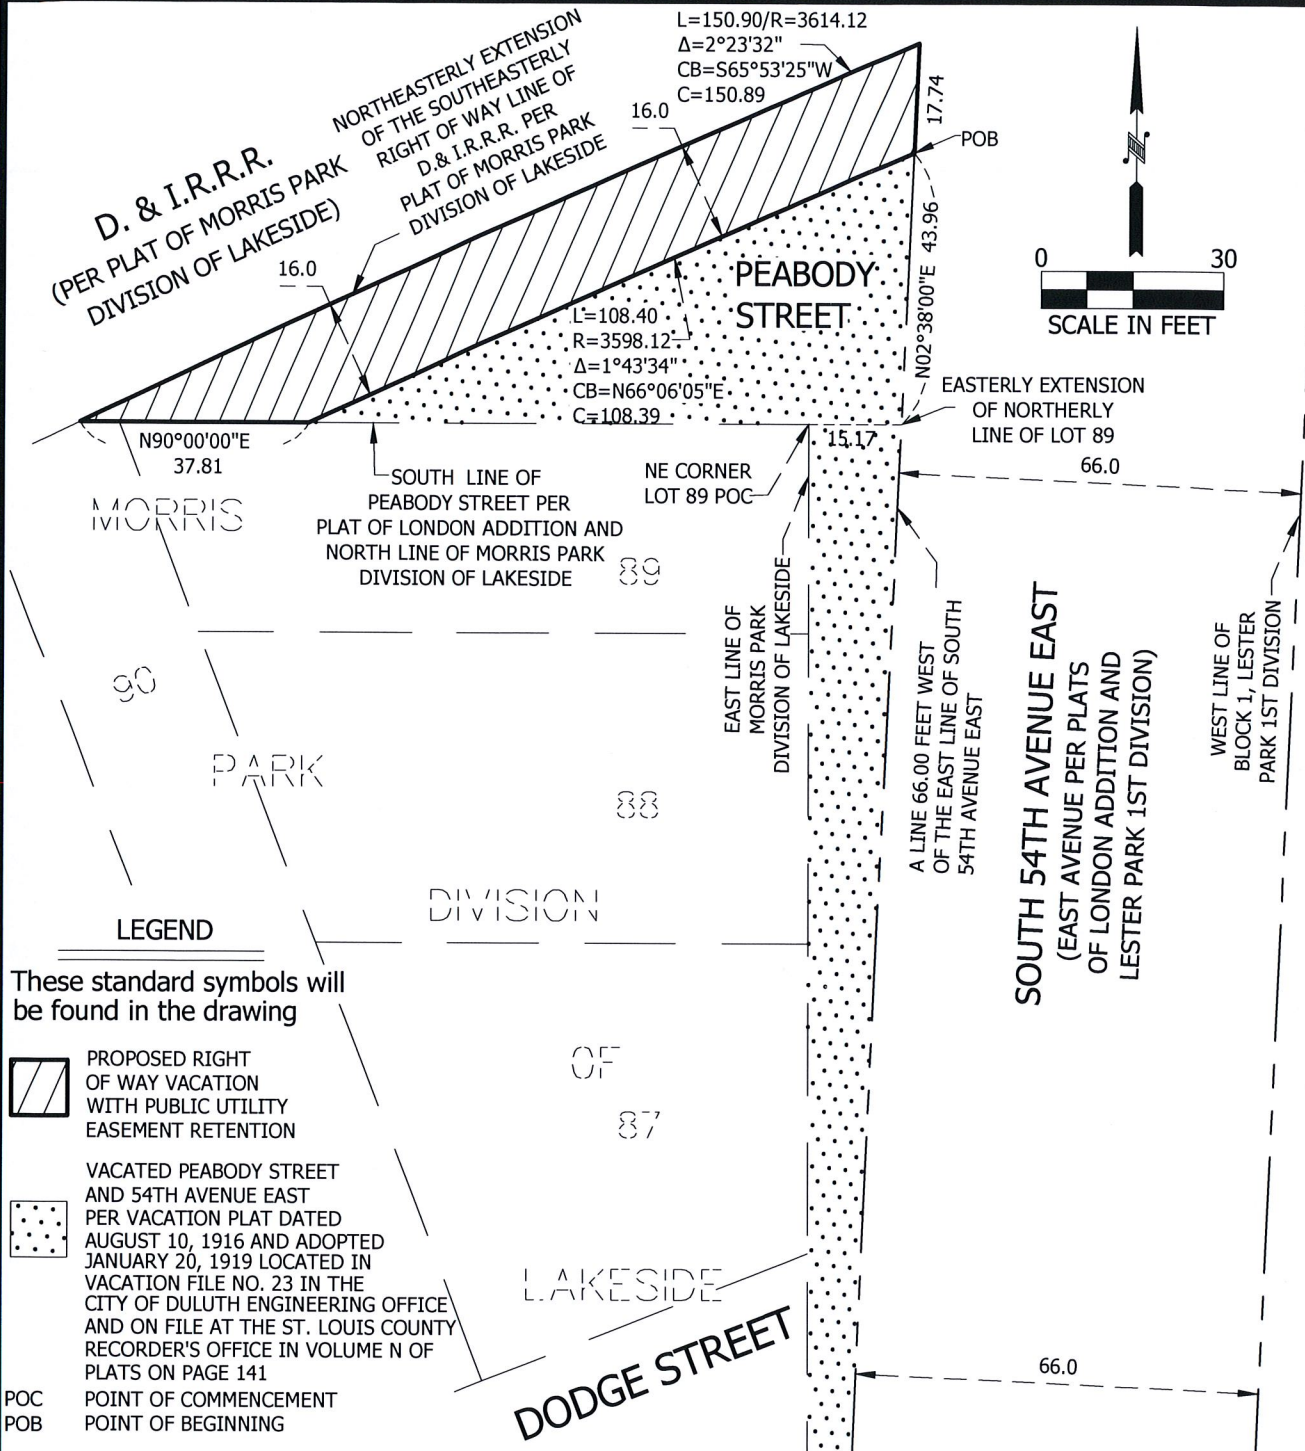 L=150.90/R=3614.12
Δ=2°23'32"
CB=S65°53'25"W
C=150.89
NORTHEASTERLY EXTENSION
OF THE SOUTHEASTERLY
RIGHT OF WAY LINE OF
D.& I.R.R.R. PER
PLAT OF MORRIS PARK
DIVISION OF LAKESIDE
D. & I.R.R.R.
(PER PLAT OF MORRIS PARK
DIVISION OF LAKESIDE)
16.0
17.74
POB
16.0
PEABODY
STREET
N02°38'00"E 43.96
0 30
SCALE IN FEET
L=108.40
R=3598.12
Δ=1°43'34"
CB=N66°06'05"E
C=108.39
EASTERLY EXTENSION
OF NORTHERLY
LINE OF LOT 89
N90°00'00"E
37.81
15.17
66.0
SOUTH LINE OF
PEABODY STREET PER
PLAT OF LONDON ADDITION AND
NORTH LINE OF MORRIS PARK
DIVISION OF LAKESIDE
NE CORNER
LOT 89 POC
MORRIS
89
90
EAST LINE OF
MORRIS PARK
DIVISION OF LAKESIDE
A LINE 66.00 FEET WEST
OF THE EAST LINE OF SOUTH
54TH AVENUE EAST
SOUTH 54TH AVENUE EAST
(EAST AVENUE PER PLATS
OF LONDON ADDITION AND
LESTER PARK 1ST DIVISION)
WEST LINE OF
BLOCK 1, LESTER
PARK 1ST DIVISION
PARK
88
DIVISION
LEGEND
These standard symbols will
be found in the drawing
PROPOSED RIGHT
OF WAY VACATION
WITH PUBLIC UTILITY
EASEMENT RETENTION
OF
87
VACATED PEABODY STREET
AND 54TH AVENUE EAST
PER VACATION PLAT DATED
AUGUST 10, 1916 AND ADOPTED
JANUARY 20, 1919 LOCATED IN
VACATION FILE NO. 23 IN THE
CITY OF DULUTH ENGINEERING OFFICE
AND ON FILE AT THE ST. LOUIS COUNTY
RECORDER'S OFFICE IN VOLUME N OF
PLATS ON PAGE 141
LAKESIDE
DODGE STREET
66.0
POC POINT OF COMMENCEMENT
POB POINT OF BEGINNING